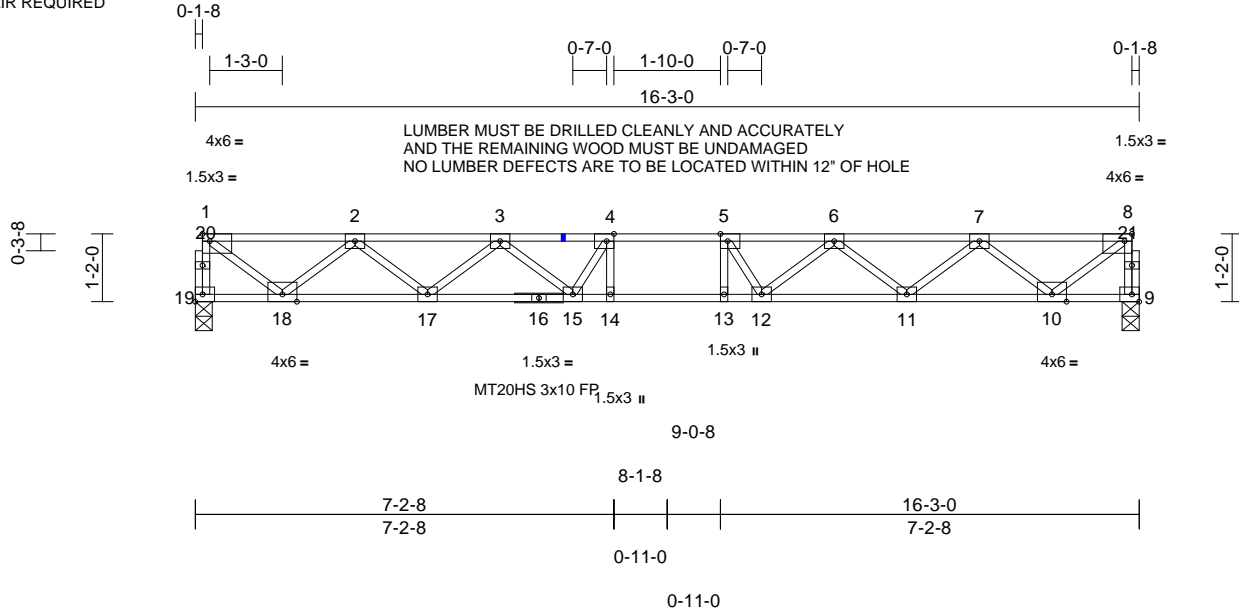 IR REQUIRED
0-1-8
0-7-0 0-7-0 0-1-8
1-3-0 1-10-0
16-3-0
LUMBER MUST BE DRILLED CLEANLY AND ACCURATELY
AND THE REMAINING WOOD MUST BE UNDAMAGED
NO LUMBER DEFECTS ARE TO BE LOCATED WITHIN 12" OF HOLE
4x6 = 1.5x3 =
1.5x3 = 4x6 =
1 2 3 4 5 6 7 8
20 21
0-3-8 1-2-0 1-2-0
19 9
18 17 16 15 14 13 12 11 10
1.5x3 II
4x6 = 1.5x3 = 4x6 =
MT20HS 3x10 FP
1.5x3 II
9-0-8
8-1-8
7-2-8 16-3-0
7-2-8 7-2-8
0-11-0
0-11-0